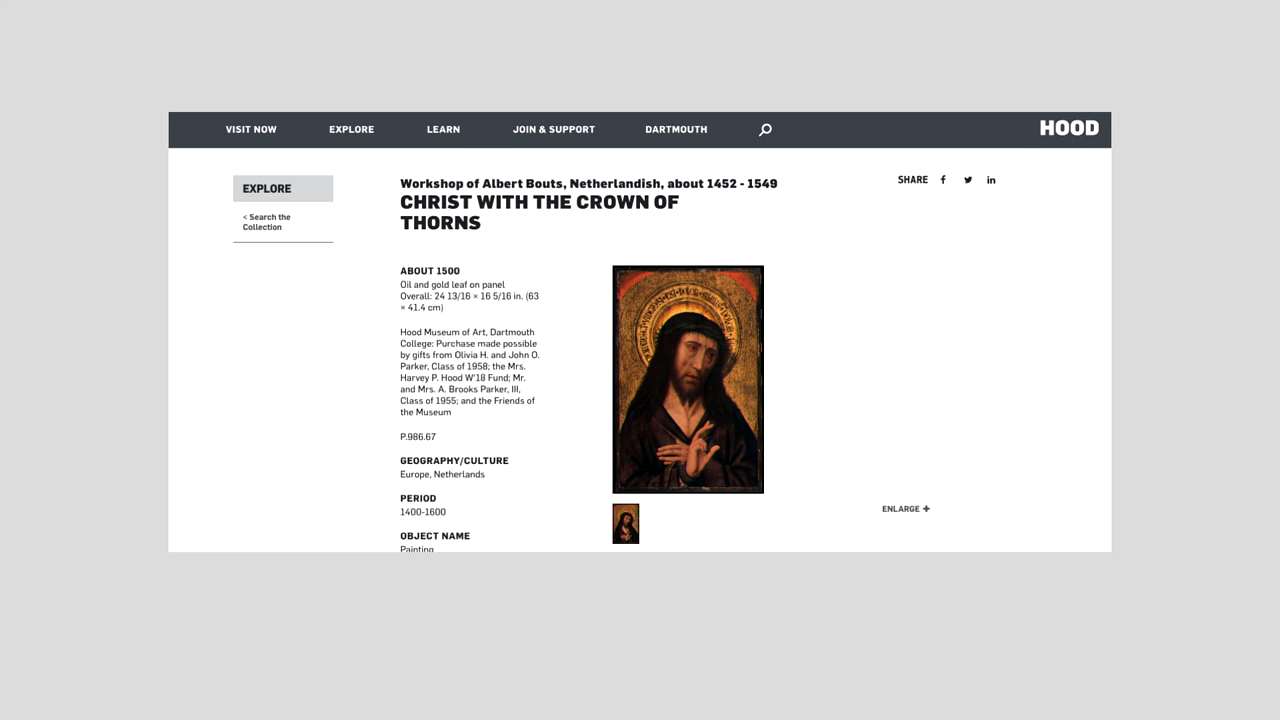 VISIT NOW EXPLORE LEARN JOIN & SUPPORT DARTMOUTH HOOD
EXPLORE
< Search the
Collection
Workshop of Albert Bouts, Netherlandish, about 1452 - 1549
CHRIST WITH THE CROWN OF
THORNS
SHARE
ABOUT 1500
Oil and gold leaf on panel
Overall: 24 13/16 × 16 5/16 in. (63
× 41.4 cm)
Hood Museum of Art, Dartmouth
College: Purchase made possible
by gifts from Olivia H. and John O.
Parker, Class of 1958; the Mrs.
Harvey P. Hood W'18 Fund; Mr.
and Mrs. A. Brooks Parker, III,
Class of 1955; and the Friends of
the Museum
P.986.67
GEOGRAPHY/CULTURE
Europe, Netherlands
PERIOD
1400-1600
OBJECT NAME
Painting
ENLARGE +